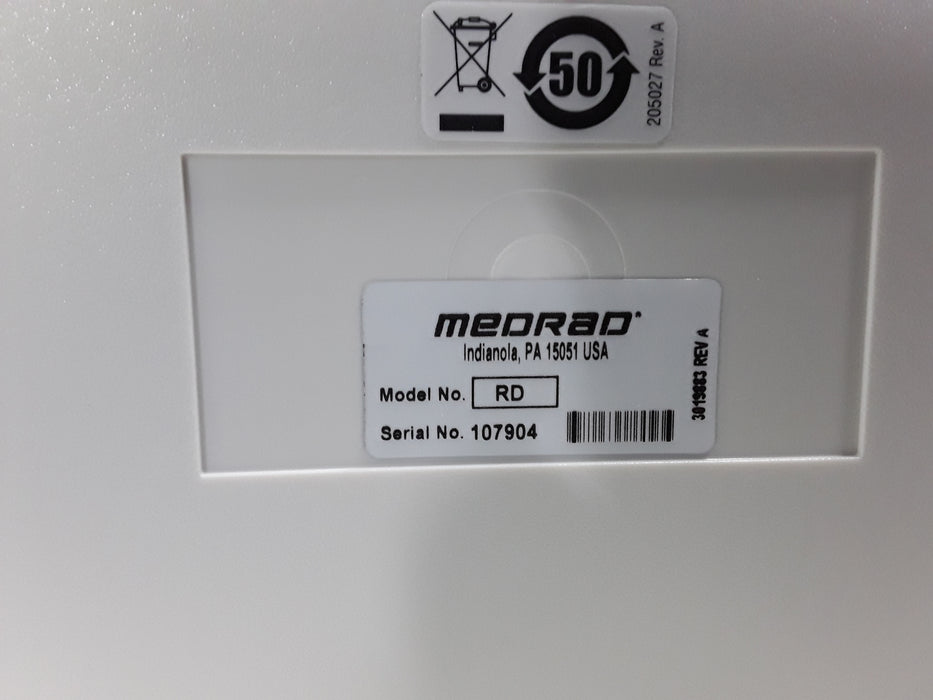 50
205027 Rev. A
MEDRAD®
Indianola, PA 15051 USA
Model No. RD
Serial No. 107904
3019883 REV A